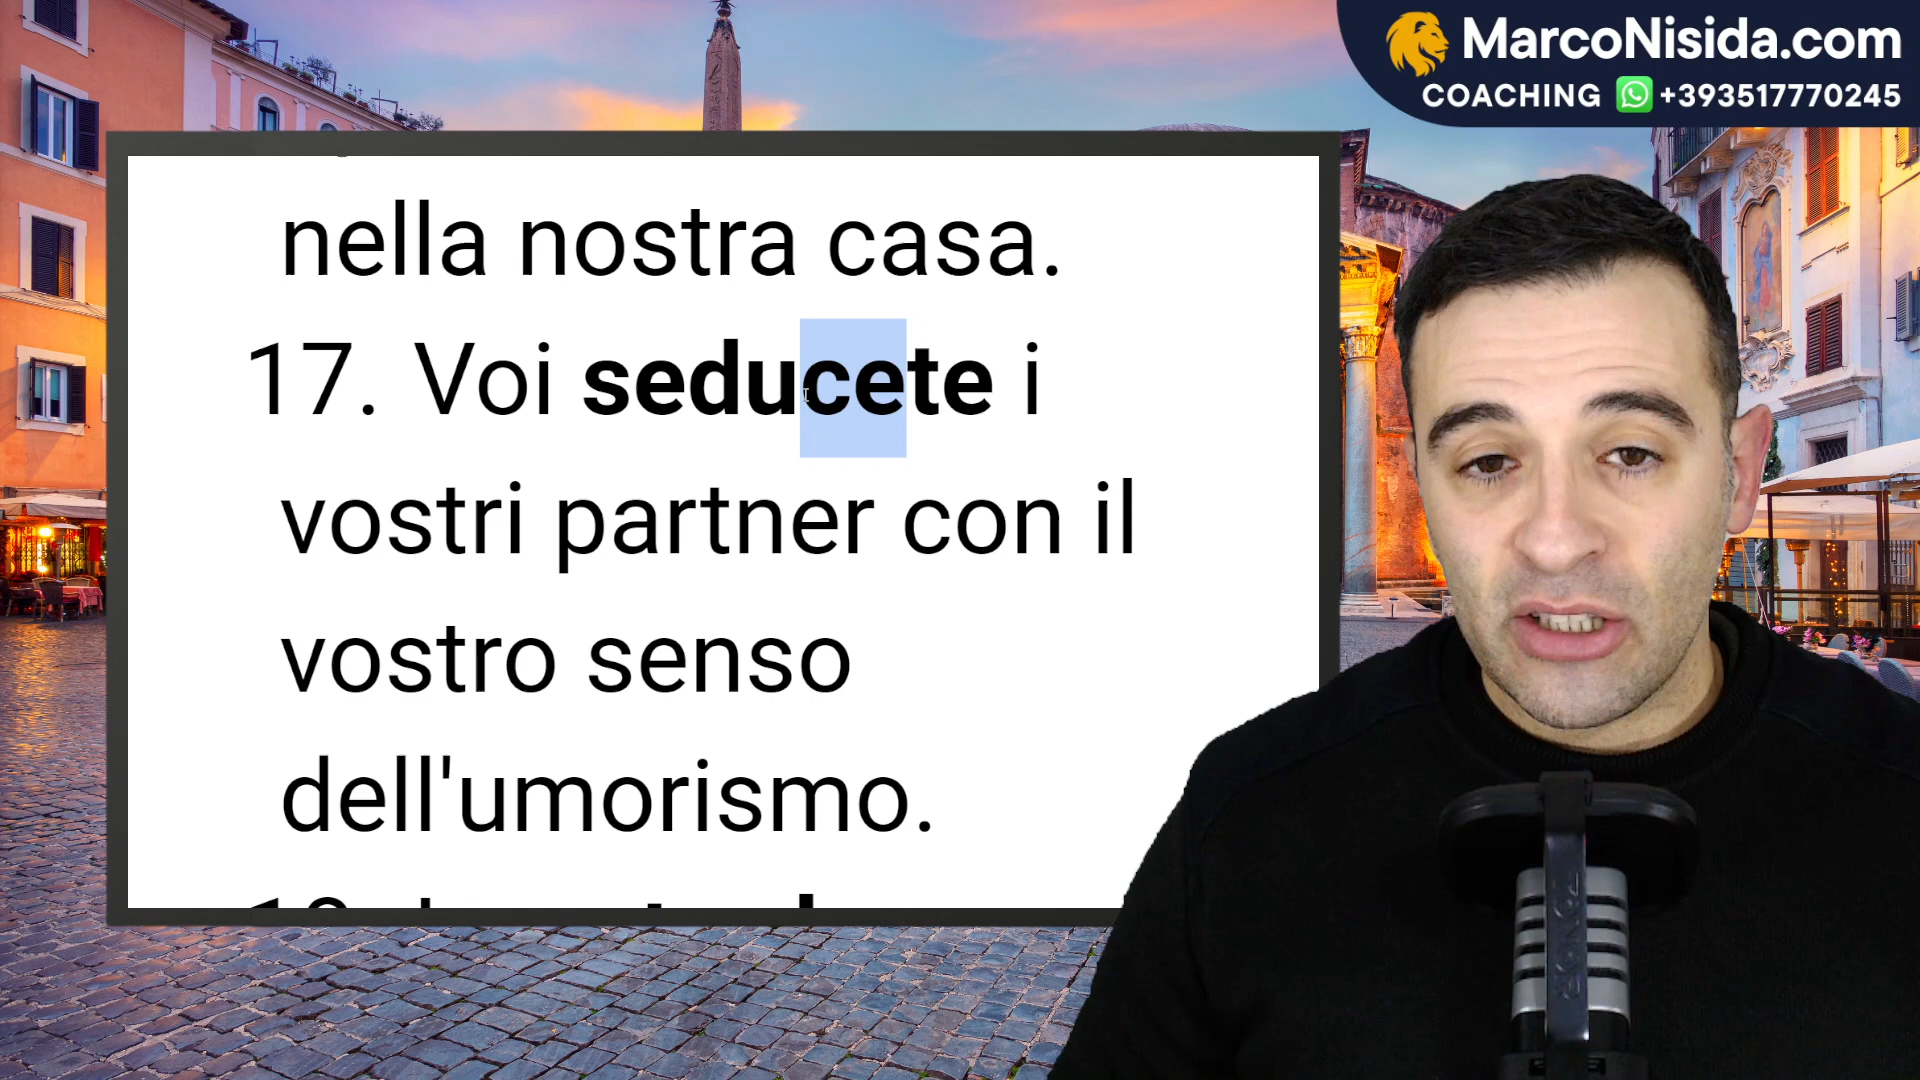 MarcoNisida.com
COACHING +393517770245
nella nostra casa.
17. Voi seducete i
vostri partner con il
vostro senso
dell'umorismo.